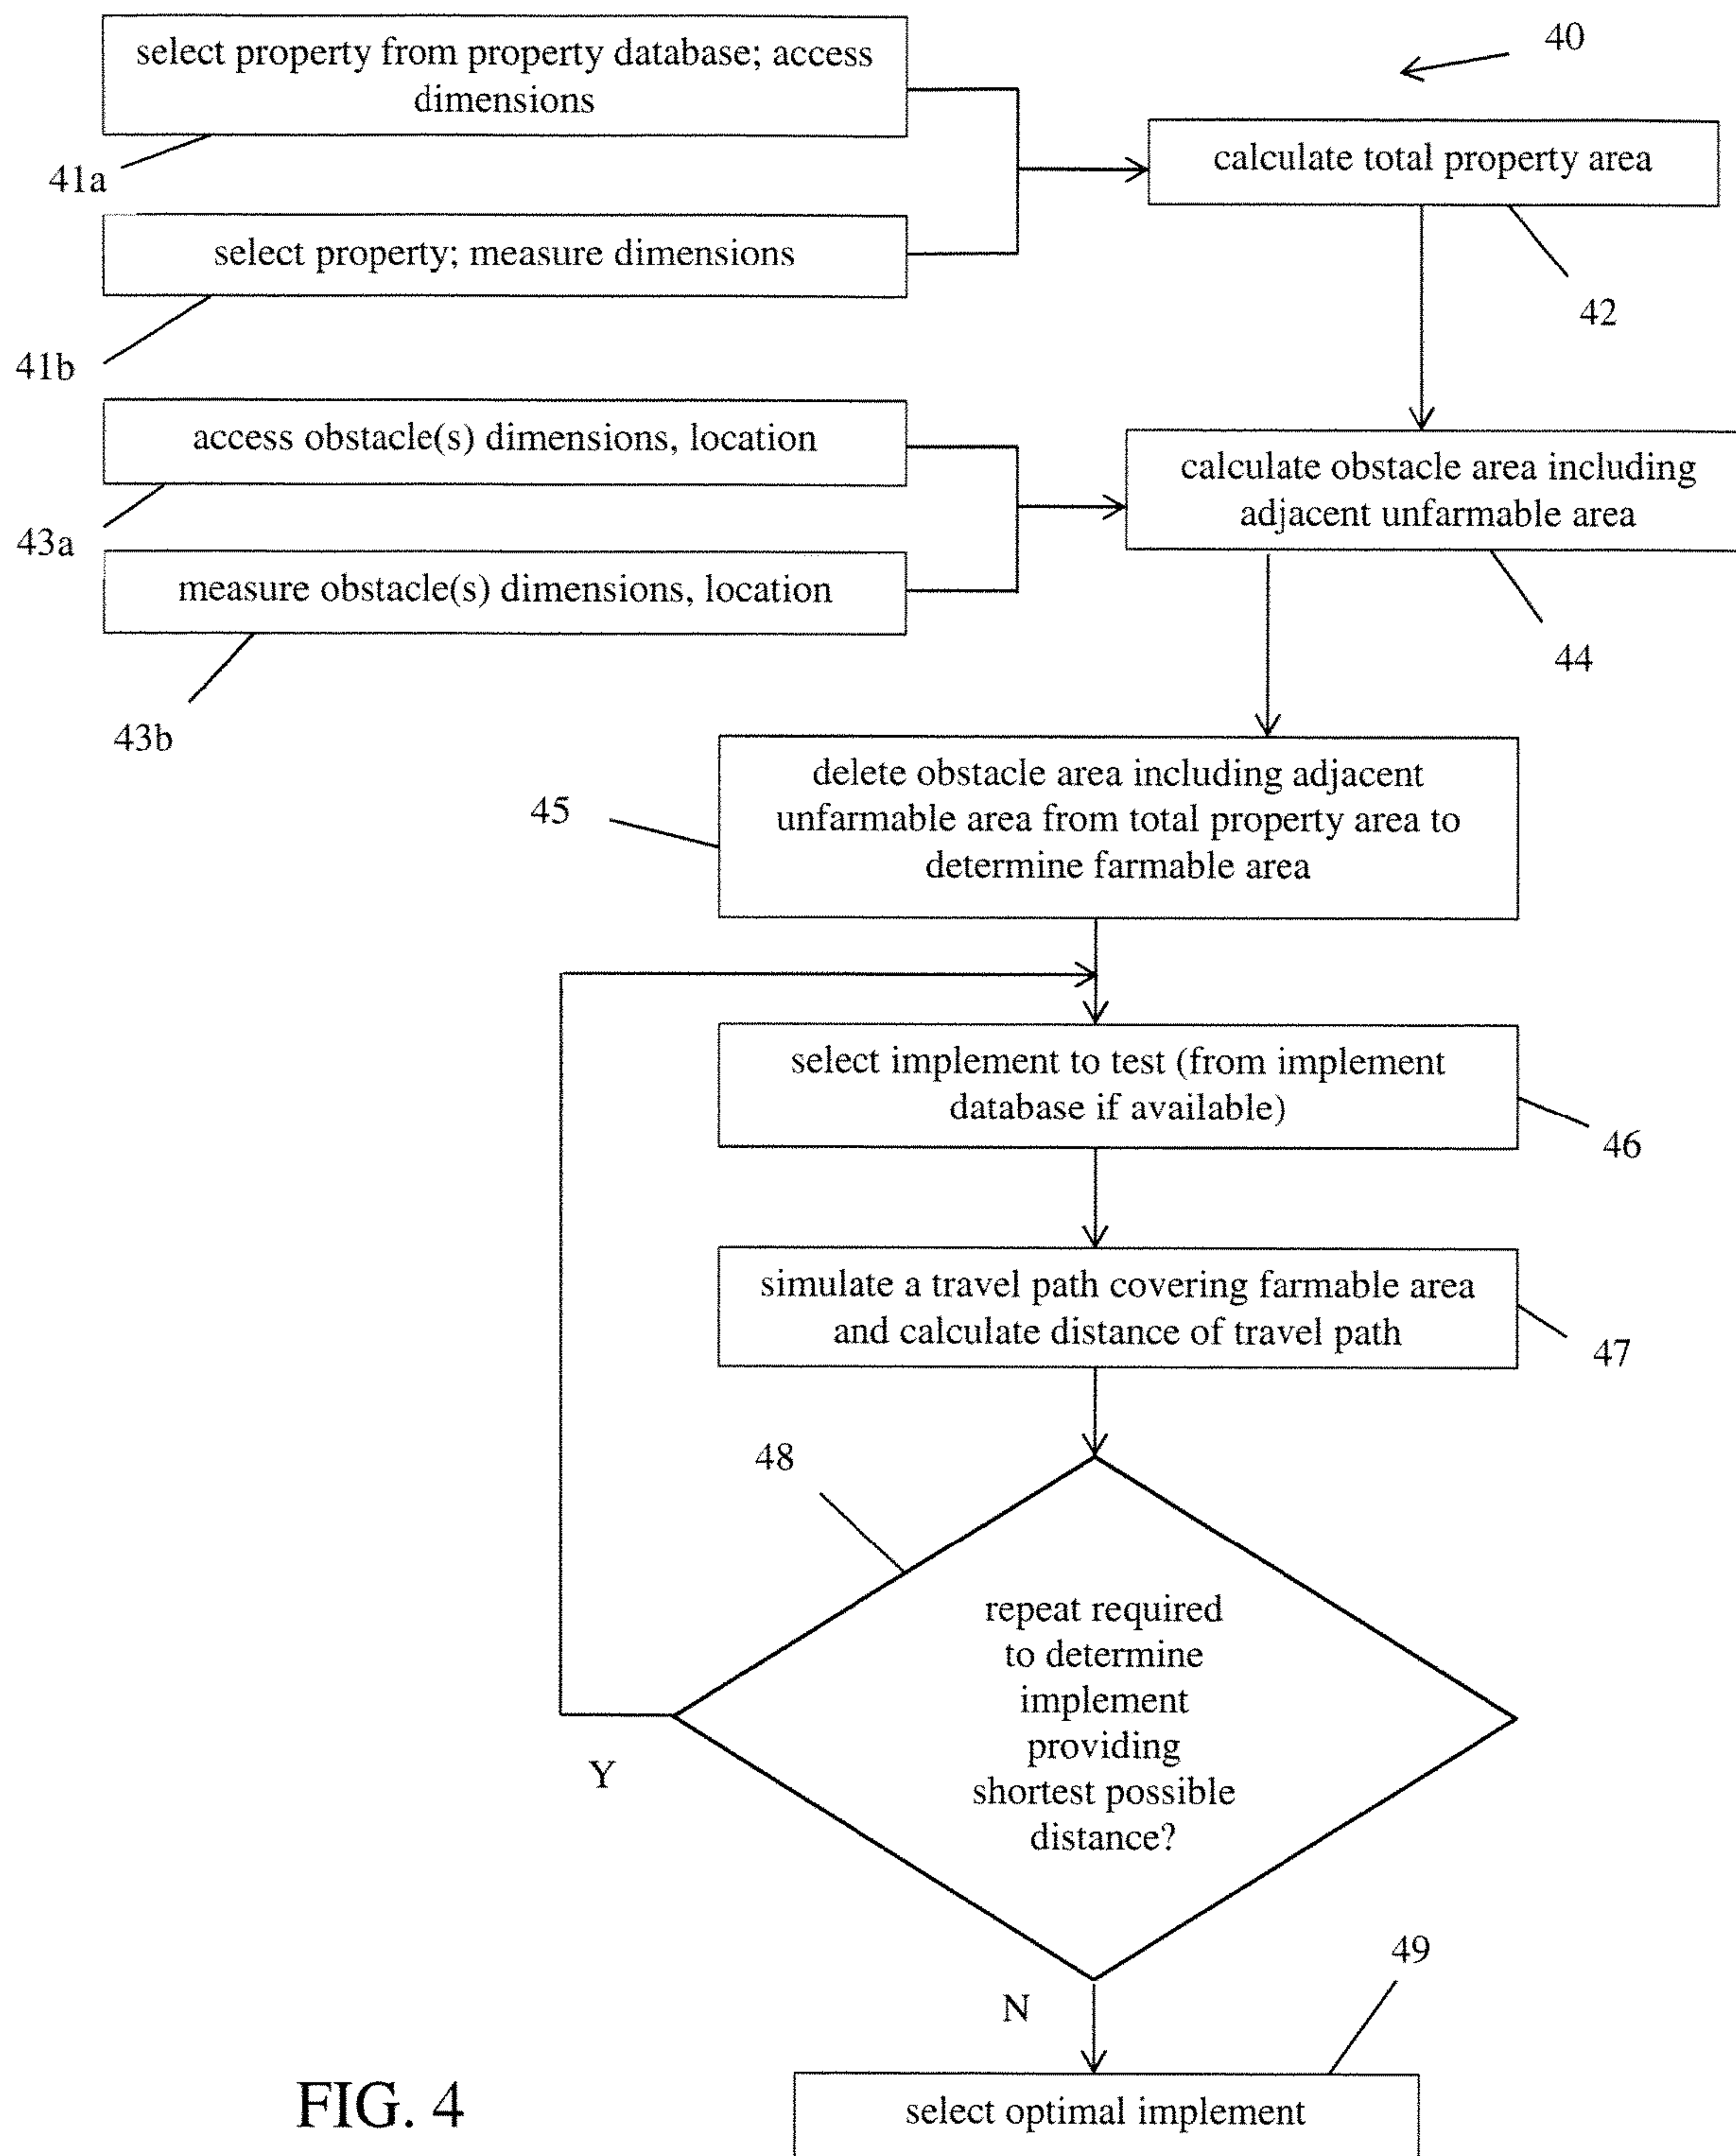 40
select property from property database; access
dimensions
41a
calculate total property area
42
select property; measure dimensions
41b
access obstacle(s) dimensions, location
43a
calculate obstacle area including
adjacent unfarmable area
44
measure obstacle(s) dimensions, location
43b
delete obstacle area including adjacent
unfarmable area from total property area to
determine farmable area
45
select implement to test (from implement
database if available)
46
simulate a travel path covering farmable area
and calculate distance of travel path
47
48
repeat required
to determine
implement
providing
shortest possible
distance?
Y
N
49
select optimal implement
FIG. 4